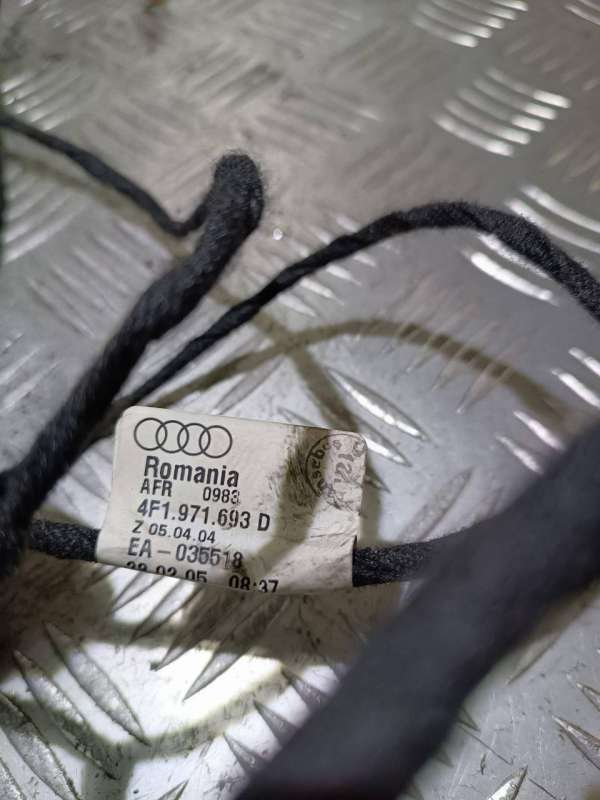 Romania
AFR 0983
4F1.971.693 D
Z 05.04.04
EA-035518
08:37